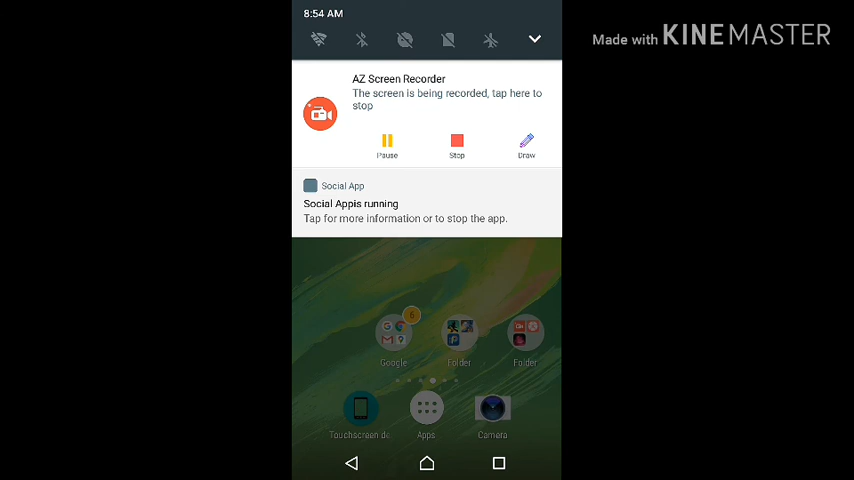 8:54 AM
Made with KINEMASTER
AZ Screen Recorder
The screen is being recorded, tap here to
stop
Pause
Stop
Draw
Social App
Social Appis running
Tap for more information or to stop the app.
6
Google
Folder
Folder
Touchscreen de
Apps
Camera